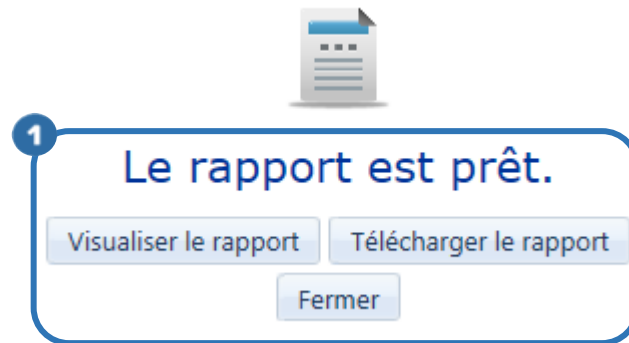 1
Le rapport est prêt.
Visualiser le rapport Télécharger le rapport
Fermer